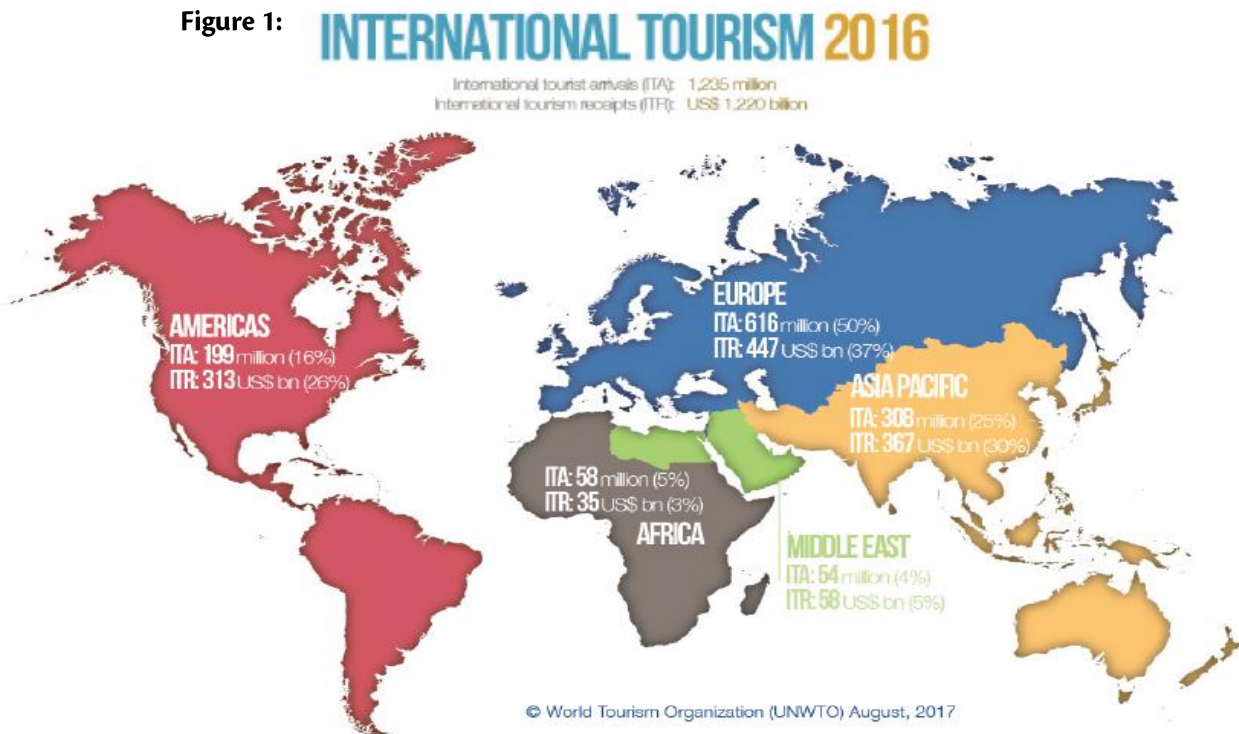 Figure 1:
INTERNATIONAL TOURISM 2016
International tourist arrivals (ITA): 1,235 million
International tourism receipts (ITR): US$ 1,220 billion
AMERICAS
ITA: 199 million (16%)
ITR: 313 US$ bn (26%)
EUROPE
ITA: 616 million (50%)
ITR: 447 US$ bn (37%)
ASIA PACIFIC
ITA: 308 million (25%)
ITR: 367 US$ bn (30%)
ITA: 58 million (5%)
ITR: 35 US$ bn (3%)
AFRICA
MIDDLE EAST
ITA: 54 million (4%)
ITR: 58 US$ bn (5%)
© World Tourism Organization (UNWTO) August, 2017